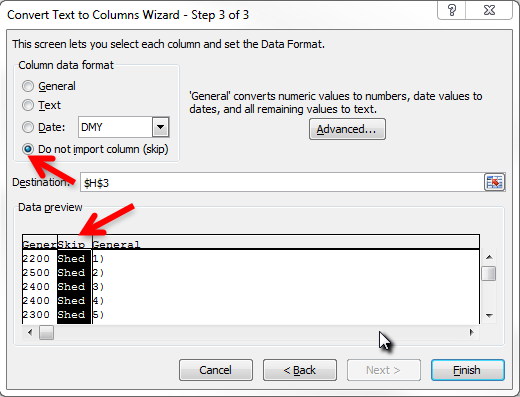 Convert Text to Columns Wizard - Step 3 of 3
This screen lets you select each column and set the Data Format.
Column data format
General
Text
Date: DMY
Do not import column (skip)
'General' converts numeric values to numbers, date values to
dates, and all remaining values to text.
Advanced...
Destination: $H$3
Data preview
Gener Skip General
2200 Shed 1)
2500 Shed 2)
2400 Shed 3)
2400 Shed 4)
2300 Shed 5)
Cancel < Back Next > Finish